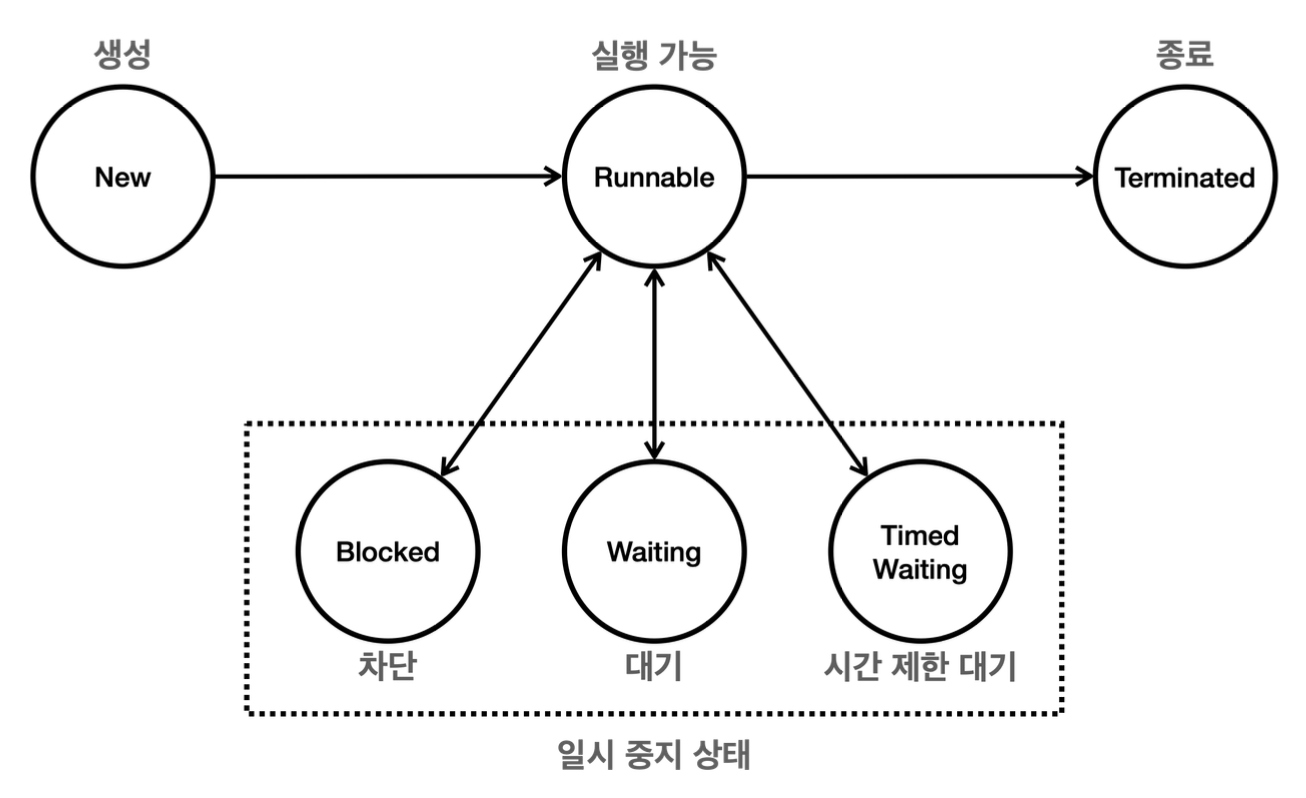 생성
실행 가능
종료
New
Runnable
Terminated
Blocked
Waiting
Timed
Waiting
차단
대기
시간 제한 대기
일시 중지 상태